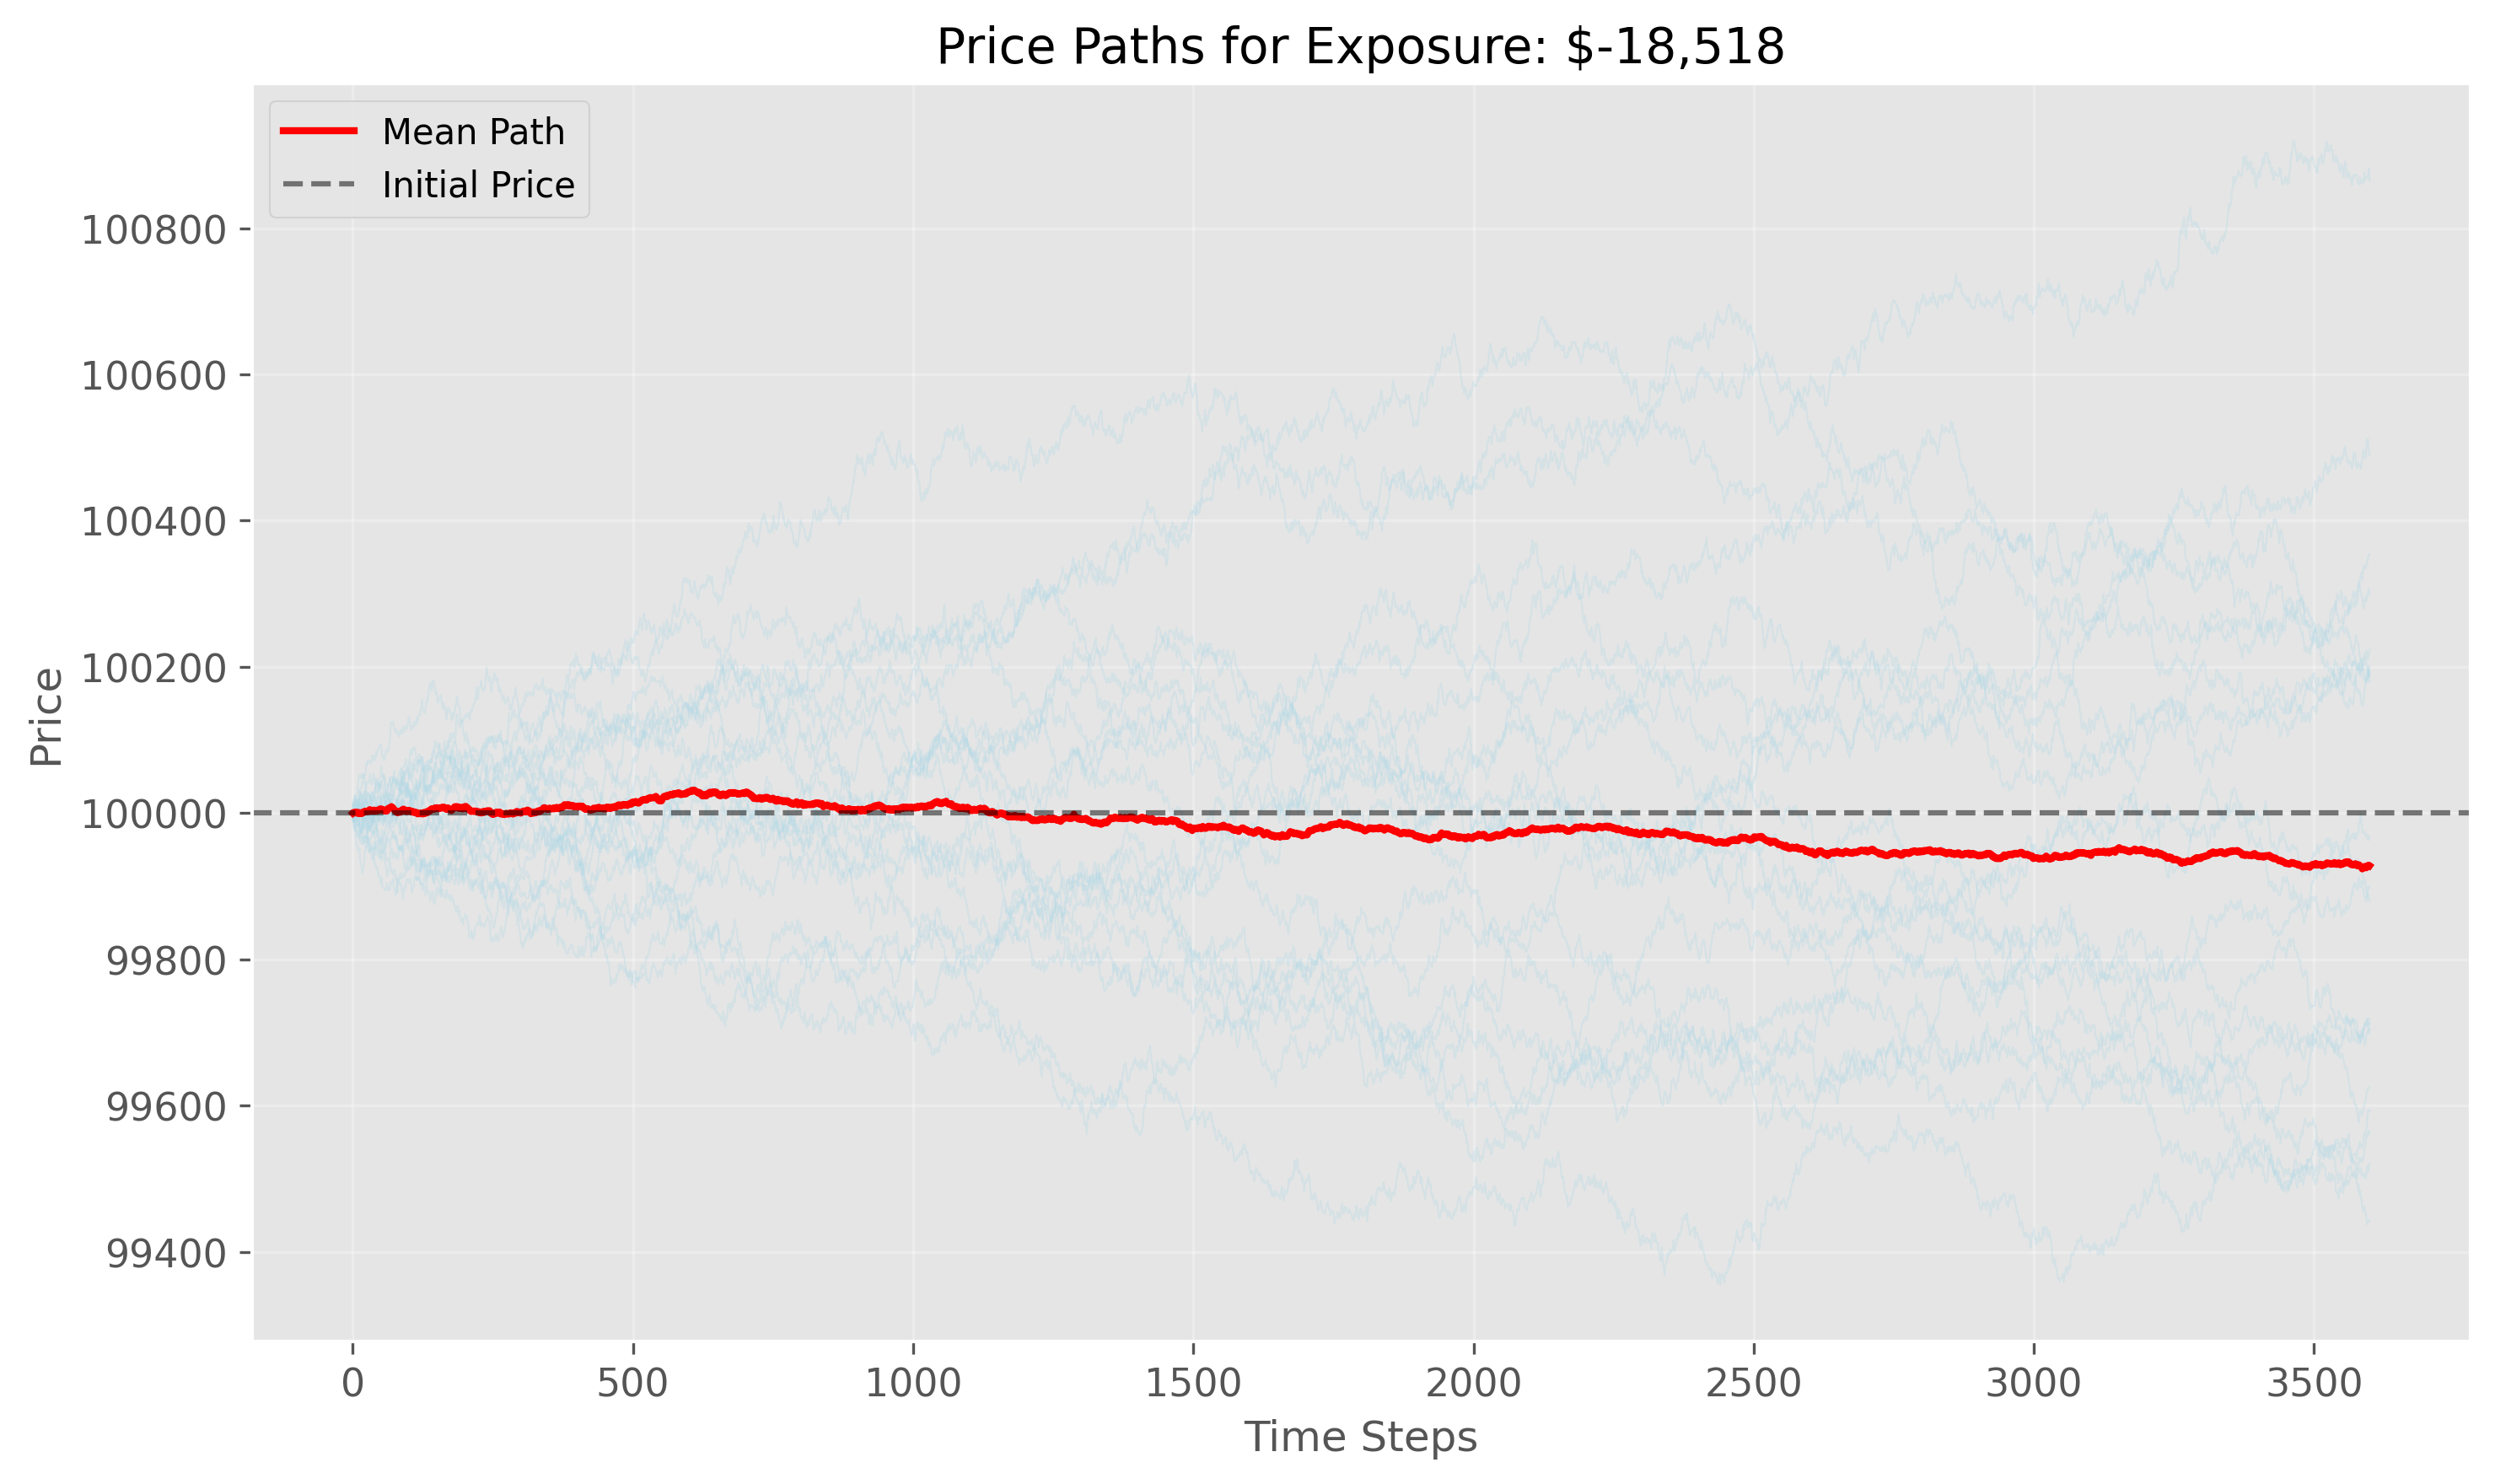 Price Paths for Exposure: $-18,518
Mean Path
Initial Price
Price
100800
100600
100400
100200
100000
99800
99600
99400
0 500 1000 1500 2000 2500 3000 3500
Time Steps